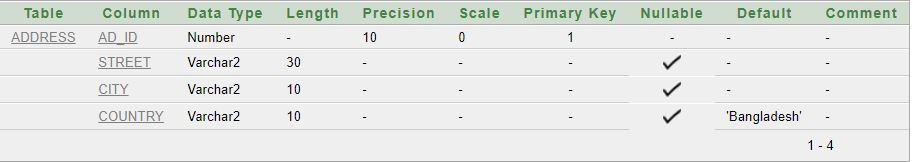 Table Column Data Type Length Precision Scale Primary Key Nullable Default Comment
ADDRESS AD_ID Number - 10 0 1 - - -
STREET Varchar2 30 - - - ✓ - -
CITY Varchar2 10 - - - ✓ - -
COUNTRY Varchar2 10 - - - ✓ 'Bangladesh' -
1 - 4